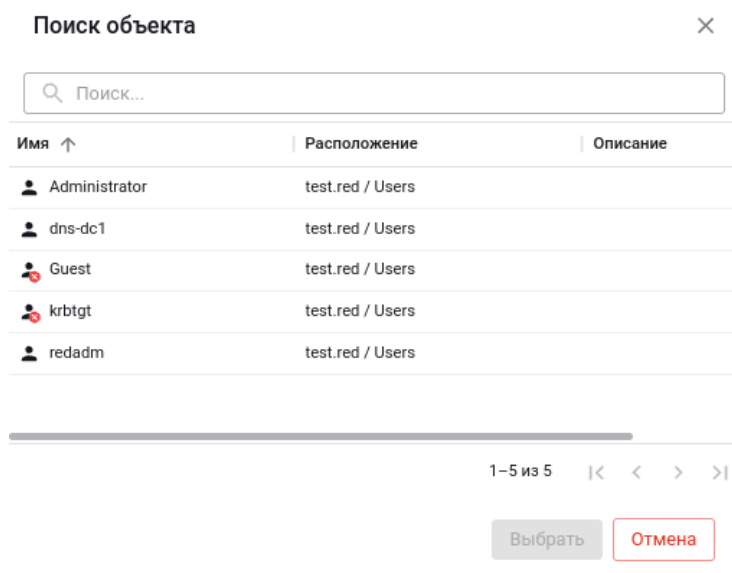 Поиск объекта
Поиск...
Имя Расположение Описание
Administrator test.red / Users
dns-dc1 test.red / Users
Guest test.red / Users
krbtgt test.red / Users
redadm test.red / Users
1–5 из 5
Выбрать Отмена